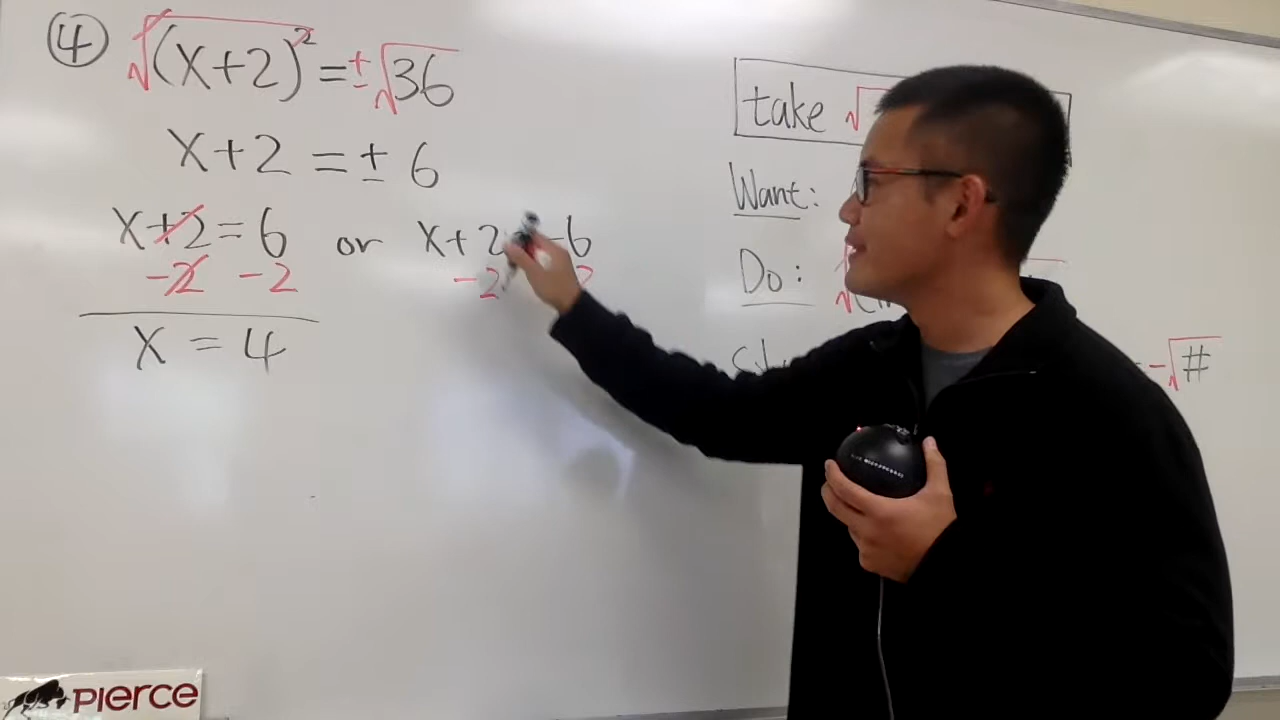 ④ √(x+2)² = ±√36
x+2 = ± 6
x+2 = 6 or x+2 -6
-2 -2 -2 2
x = 4
take √
Want:
Do:
-√#
PIERCE